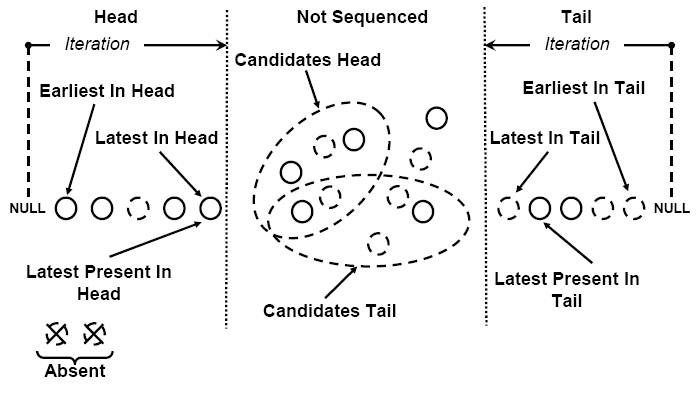 Head
Not Sequenced
Tail
Iteration
Iteration
Candidates Head
Earliest In Head
Earliest In Tail
Latest In Head
Latest In Tail
NULL
NULL
Latest Present In
Head
Latest Present In
Tail
Candidates Tail
Absent